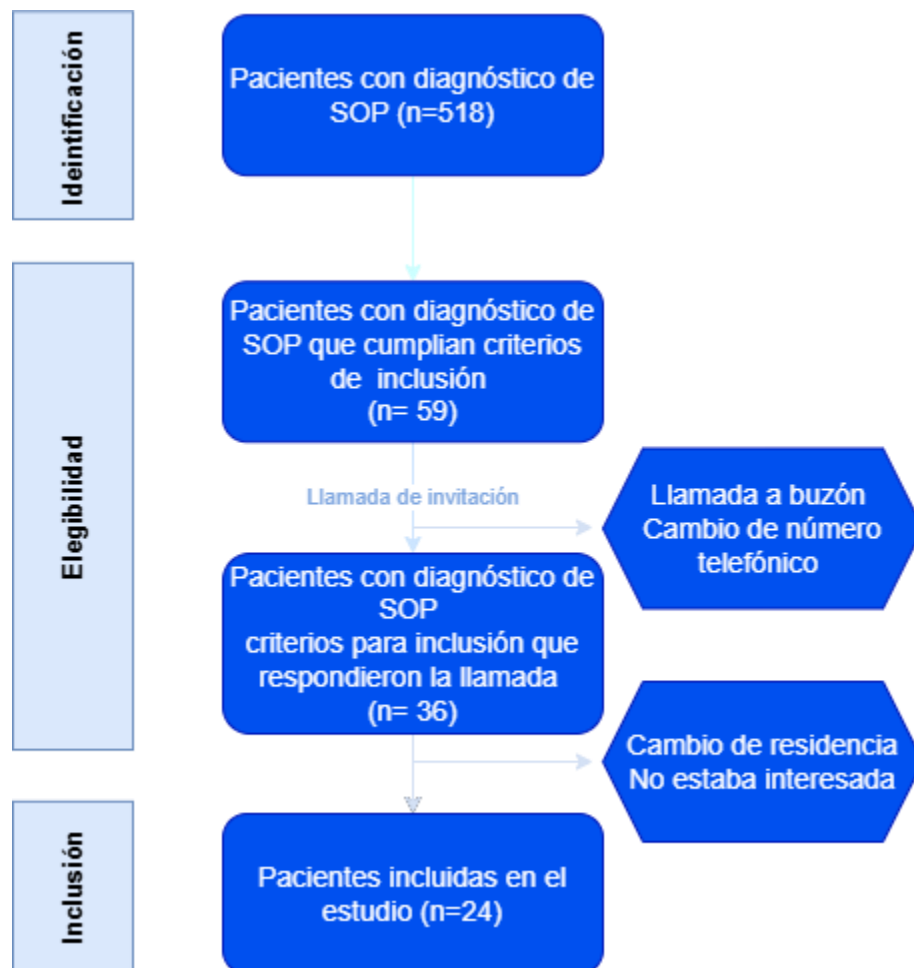 Ideintificación
Pacientes con diagnóstico de
SOP (n=518)
Elegibilidad
Pacientes con diagnóstico de
SOP que cumplian criterios
de inclusión
(n= 59)
Llamada de invitación
Llamada a buzón
Cambio de número
telefónico
Pacientes con diagnóstico de
SOP
criterios para inclusión que
respondieron la llamada
(n= 36)
Cambio de residencia
No estaba interesada
Inclusión
Pacientes incluidas en el
estudio (n=24)